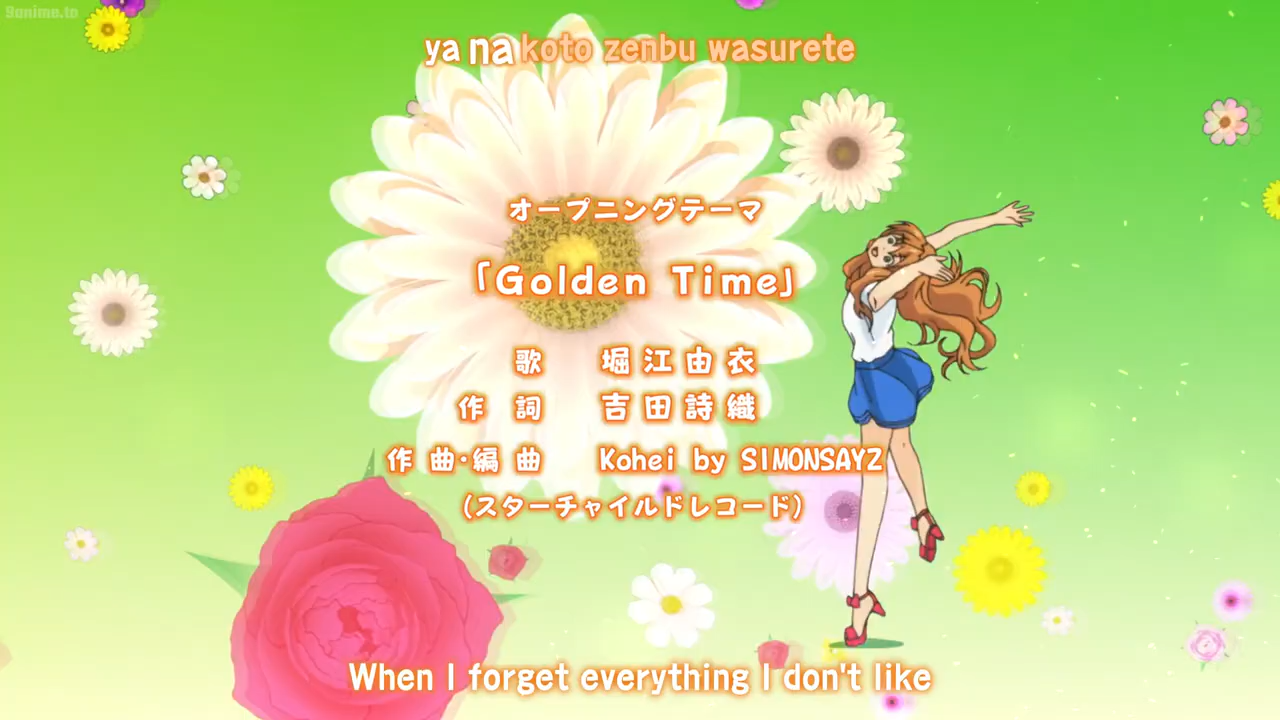 9anime.to
ya na koto zenbu wasurete
オープニングテーマ
「Golden Time」
歌 堀江由衣
作詞 吉田詩織
作曲・編曲 Kohei by SIMONSAYZ
（スターチャイルドレコード）
When I forget everything I don't like